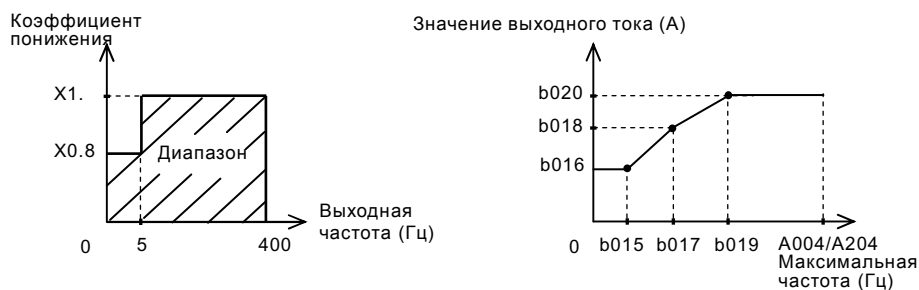 Коэффициент
понижения
X1.
X0.8
Диапазон
0
5
400
Выходная
частота (Гц)
Значение выходного тока (А)
b020
b018
b016
0
b015
b017
b019
A004/A204
Максимальная
частота (Гц)